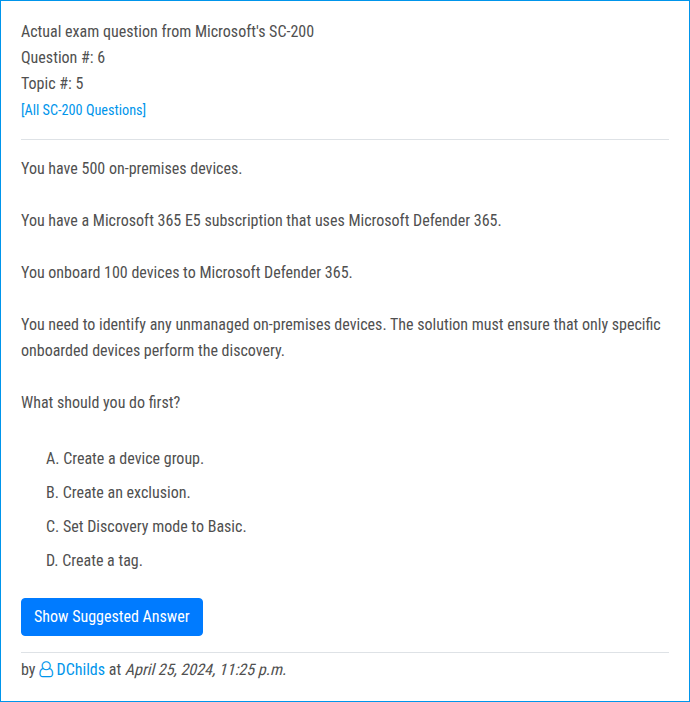 Actual exam question from Microsoft's SC-200
Question #: 6
Topic #: 5
[All SC-200 Questions]
You have 500 on-premises devices.
You have a Microsoft 365 E5 subscription that uses Microsoft Defender 365.
You onboard 100 devices to Microsoft Defender 365.
You need to identify any unmanaged on-premises devices. The solution must ensure that only specific
onboarded devices perform the discovery.
What should you do first?
A. Create a device group.
B. Create an exclusion.
C. Set Discovery mode to Basic.
D. Create a tag.
Show Suggested Answer
by DChilds at April 25, 2024, 11:25 p.m.